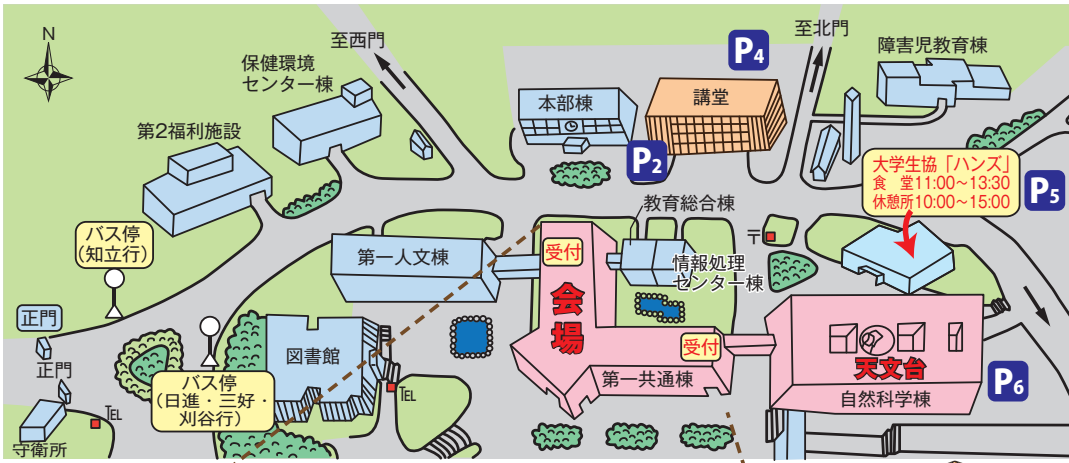 N
至西門
至北門
保健環境
センター棟
P4
障害児教育棟
本部棟
講堂
第2福利施設
P2
大学生協「ハンズ」
食　堂11:00〜13:30
休憩所10:00〜15:00
P5
教育総合棟
バス停
(知立行)
第一人文棟
受付
〒
情報処理
センター棟
会場
正門
図書館
受付
天文台
正門
第一共通棟
P6
バス停
(日進・三好・
刈谷行)
TEL
自然科学棟
TEL
守衛所